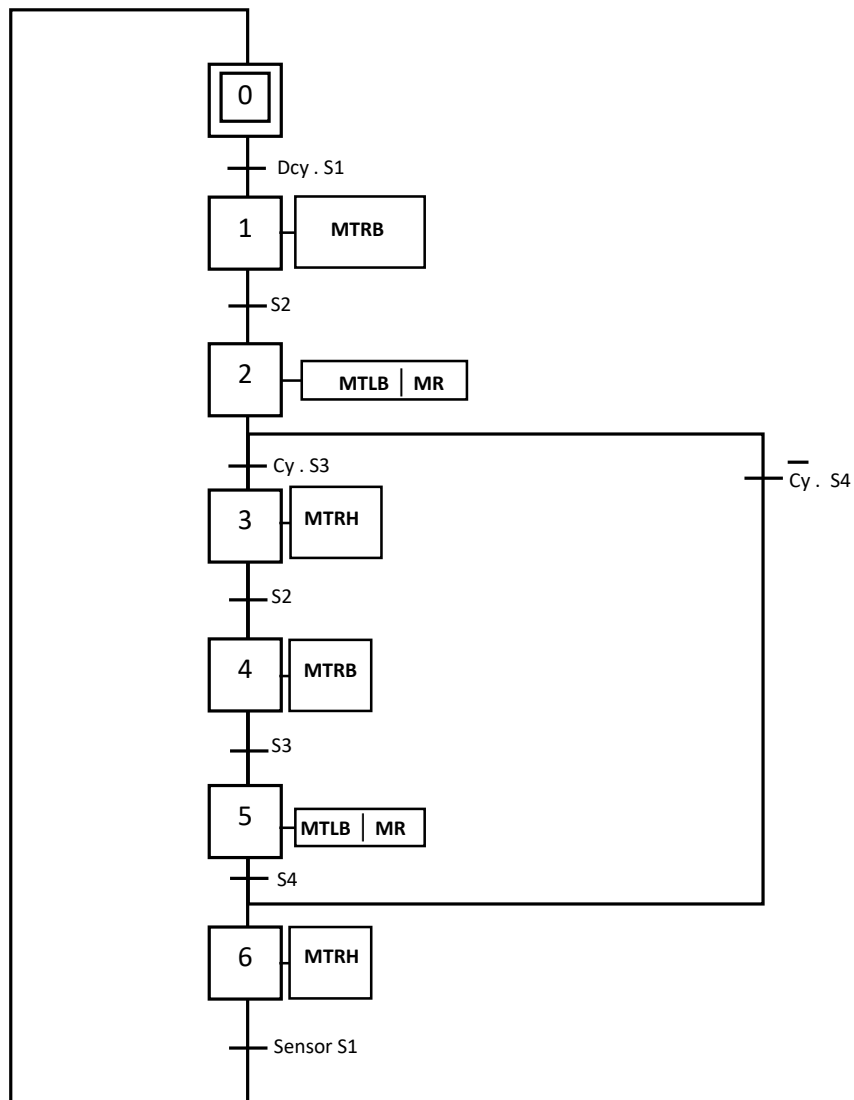 0
Dcy . S1
1
MTRB
S2
2
MTLB | MR
Cy . S3
C̅y . S4
3
MTRH
S2
4
MTRB
S3
5
MTLB | MR
S4
6
MTRH
Sensor S1